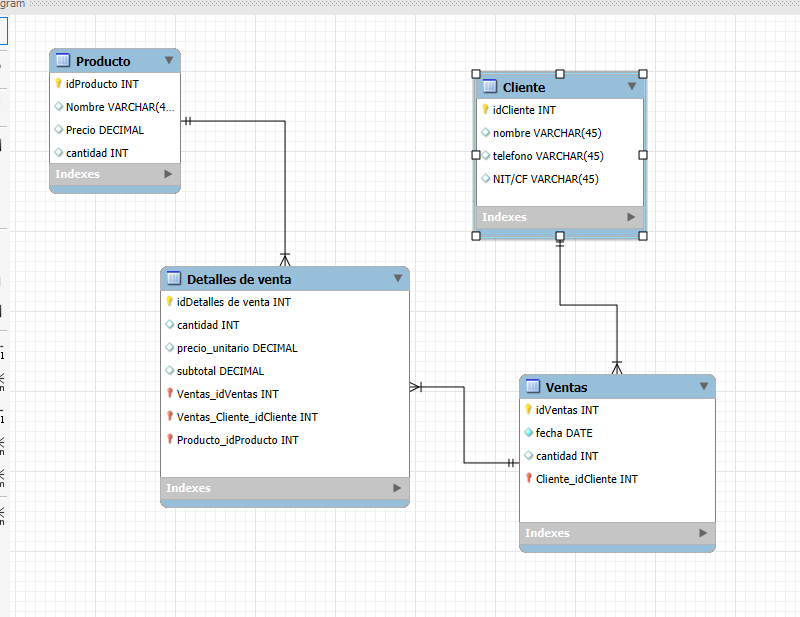 gram
Producto
idProducto INT
Nombre VARCHAR(4...
Precio DECIMAL
cantidad INT
Indexes
Cliente
idCliente INT
nombre VARCHAR(45)
telefono VARCHAR(45)
NIT/CF VARCHAR(45)
Indexes
Detalles de venta
idDetalles de venta INT
cantidad INT
precio_unitario DECIMAL
subtotal DECIMAL
Ventas_idVentas INT
Ventas_Cliente_idCliente INT
Producto_idProducto INT
Indexes
Ventas
idVentas INT
fecha DATE
cantidad INT
Cliente_idCliente INT
Indexes
1
n
1
n
n
n